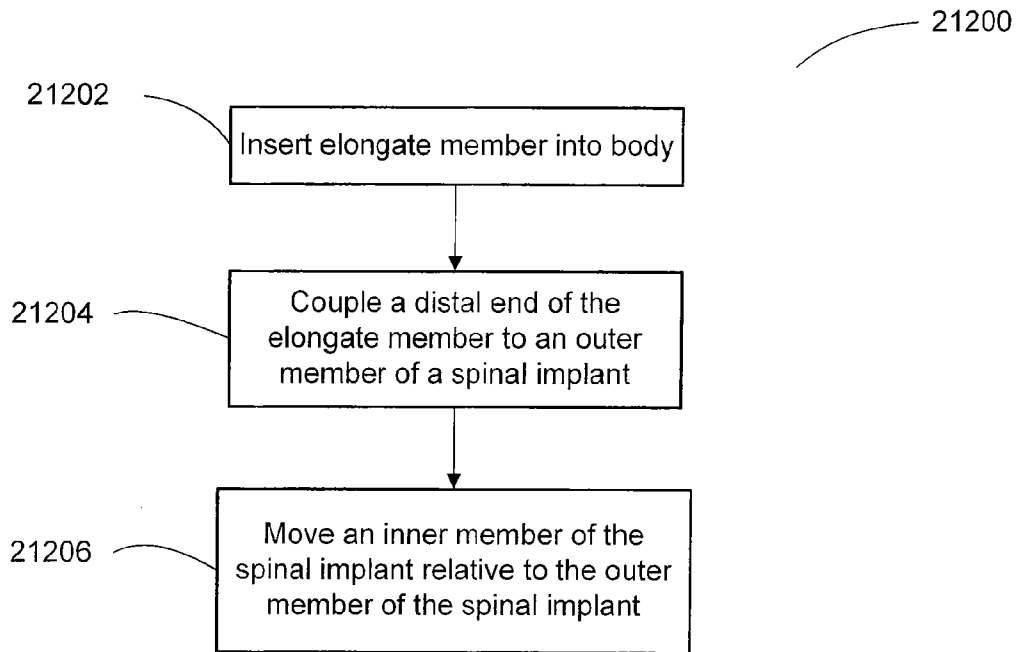 21200
21202
Insert elongate member into body
21204
Couple a distal end of the
elongate member to an outer
member of a spinal implant
21206
Move an inner member of the
spinal implant relative to the outer
member of the spinal implant